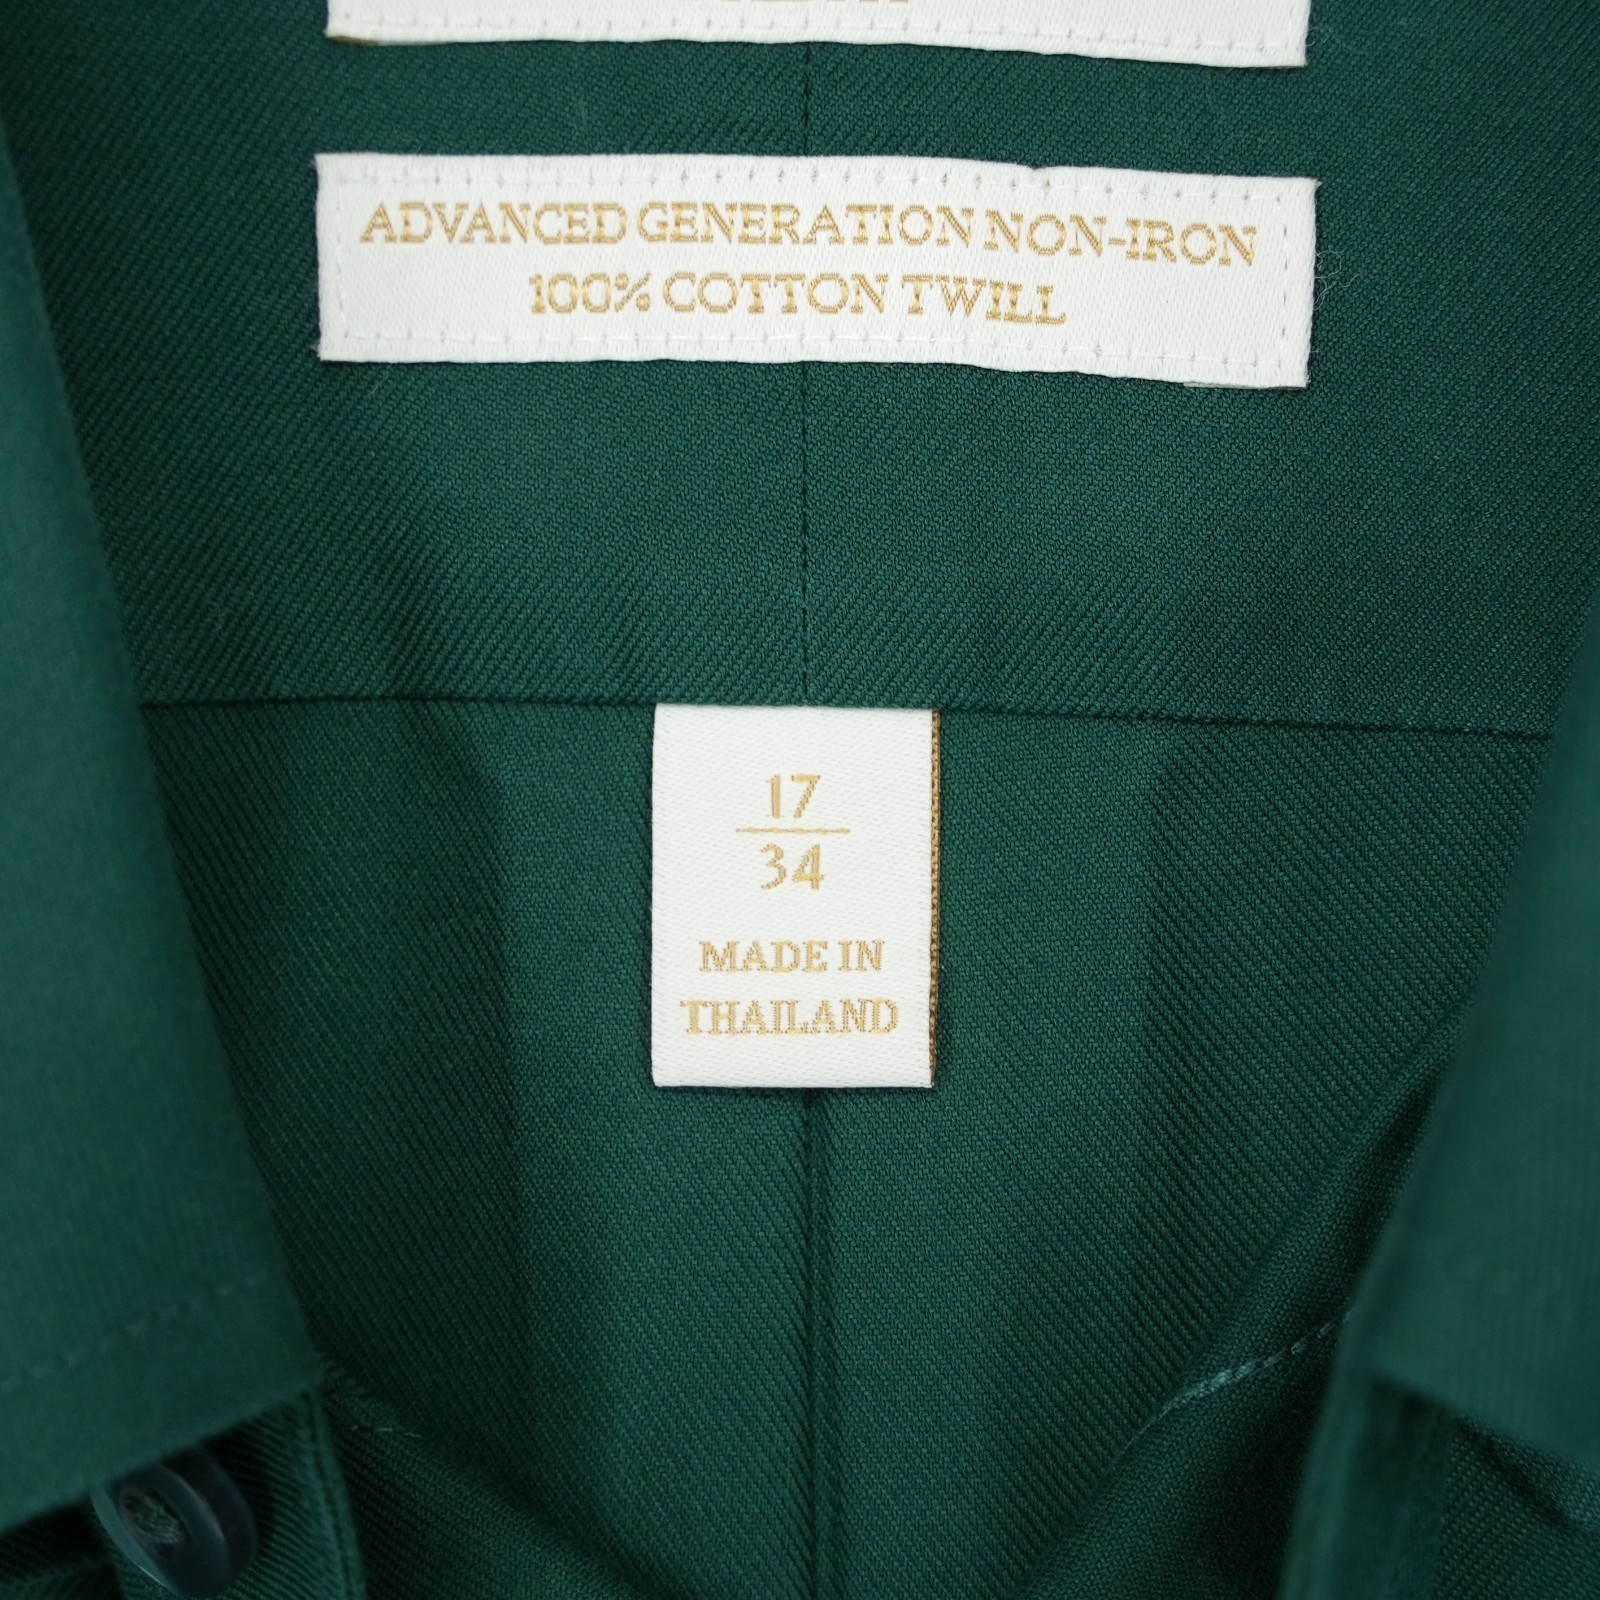 ADVANCED GENERATION NON-IRON
100% COTTON TWILL
17
34
MADE IN
THAILAND